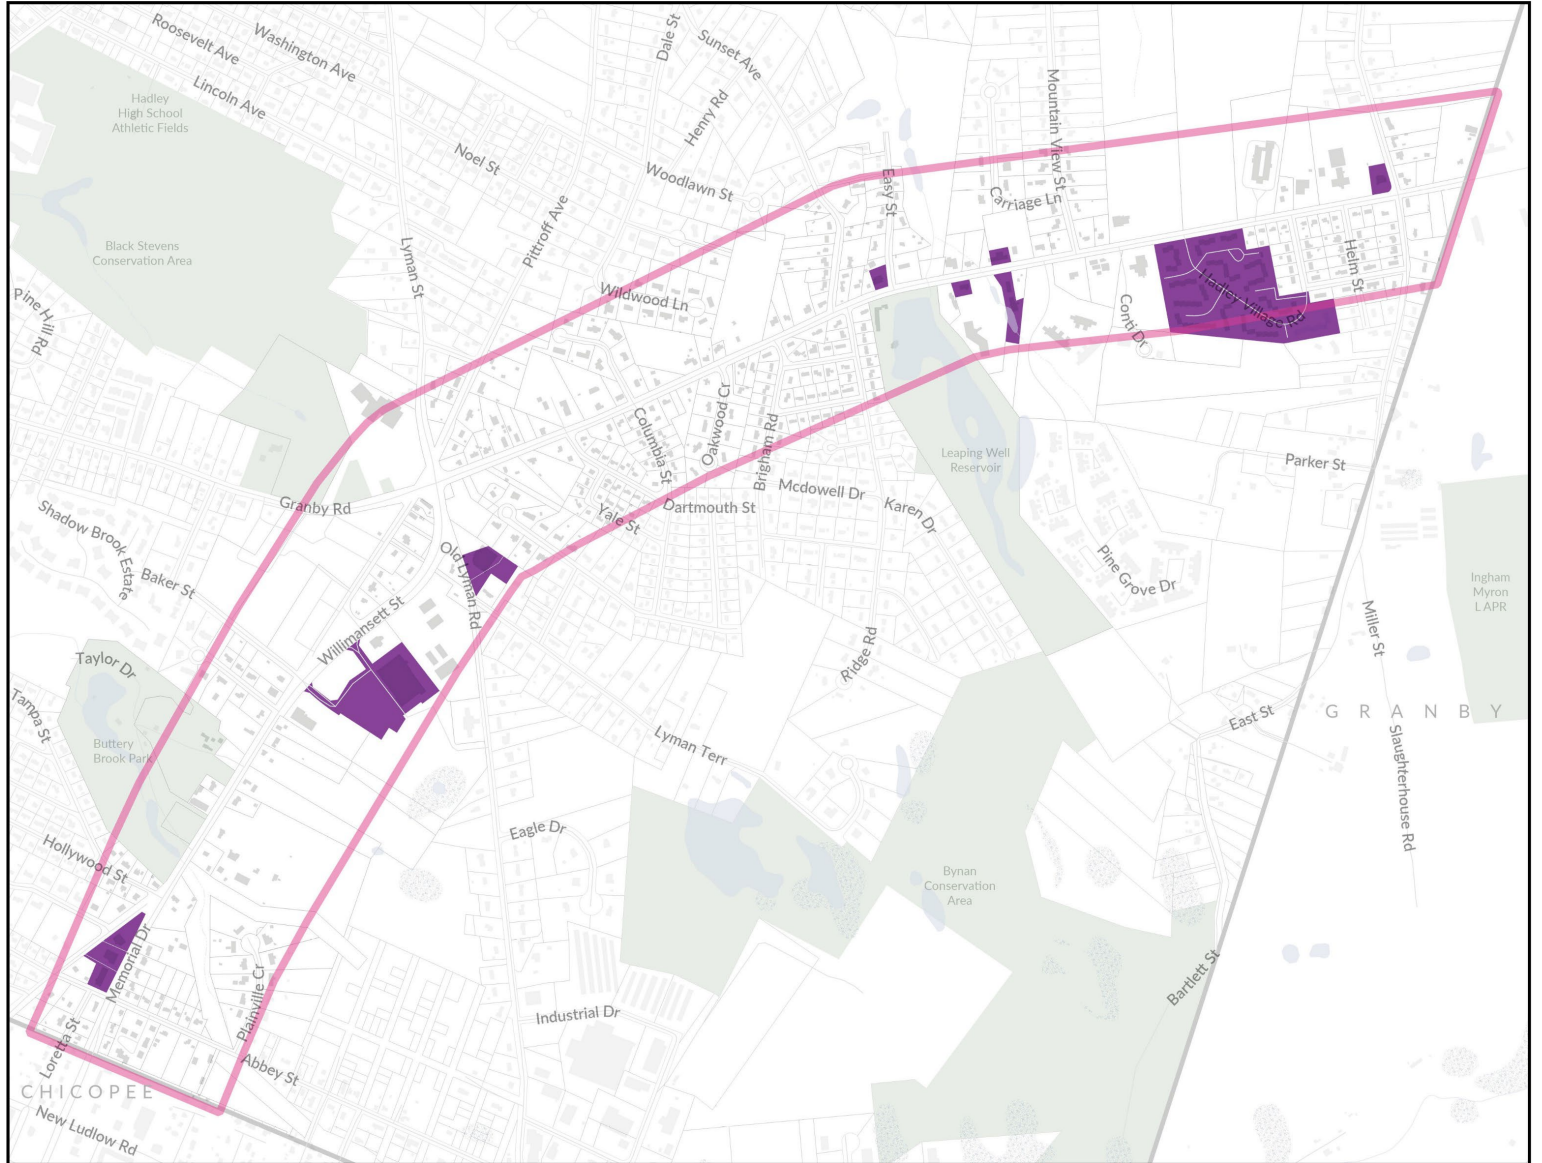 Roosevelt Ave
Washington Ave
Lincoln Ave
Dale St
Sunset Ave
Henry Rd
Mountain View St
Hadley
High School
Athletic Fields
Noel St
Woodlawn St
Easy St
Carriage Ln
Pittroff Ave
Lyman St
Black Stevens
Conservation Area
Helm St
Hadley Village Rd
Conti Dr
Wildwood Ln
Pine Hill Rd
Columbia St
Oakwood Cr
Brigham Rd
Leaping Well
Reservoir
Parker St
Mcdowell Dr
Karen Dr
Dartmouth St
Yale St
Granby Rd
Shadow Brook Estate
Baker St
Old Lyman Rd
Pine Grove Dr
Ingham
Myron
L APR
Willimansett St
Miller St
Ridge Rd
Taylor Dr
Tampa St
Buttery
Brook Park
East St
GRANBY
Lyman Terr
Slaughterhouse Rd
Eagle Dr
Hollywood St
Bynan
Conservation
Area
Memorial Dr
Plainville Cr
Bartlett St
Industrial Dr
Loretta St
Abbey St
CHICOPEE
New Ludlow Rd